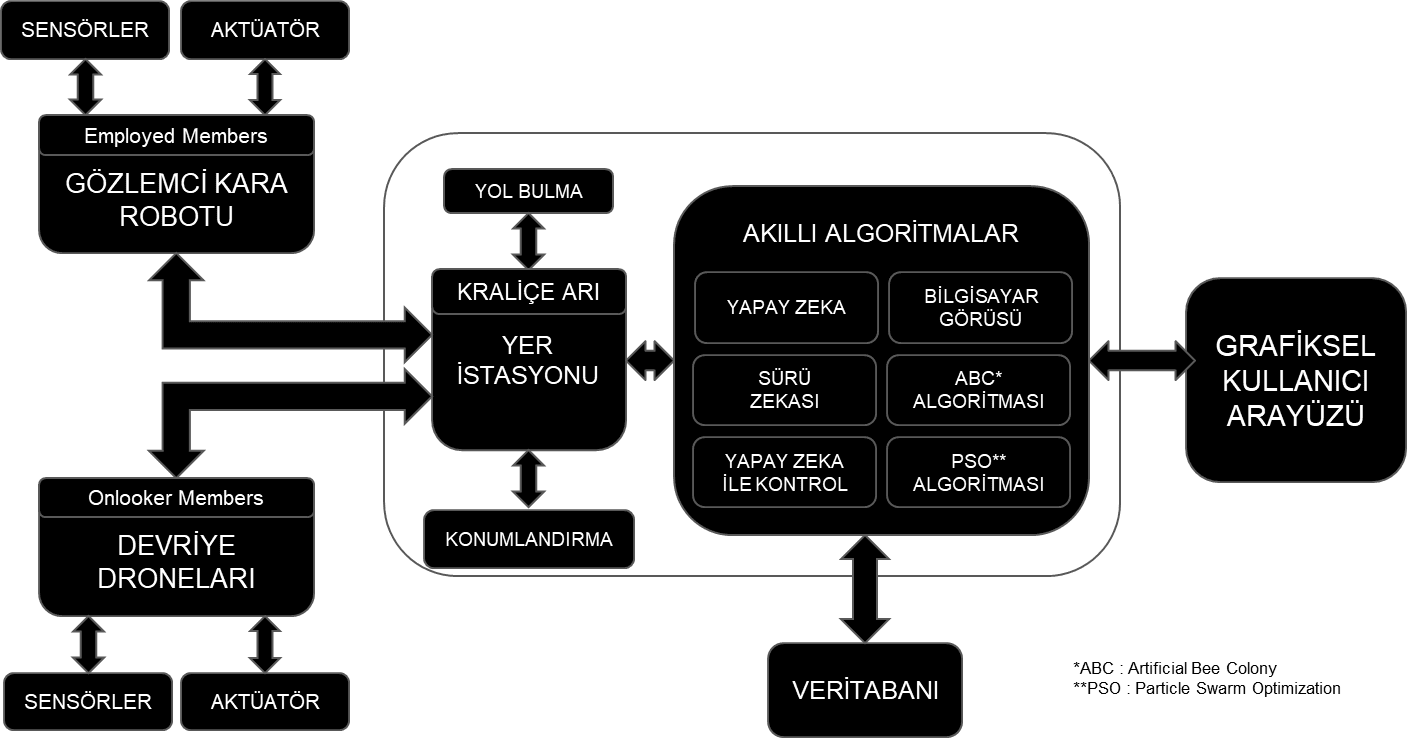 SENSÖRLER
AKTÜATÖR
Employed Members
GÖZLEMCİ KARA
ROBOTU
YOL BULMA
KRALİÇE ARI
YER
İSTASYONU
KONUMLANDIRMA
AKILLI ALGORİTMALAR
YAPAY ZEKA
BİLGİSAYAR
GÖRÜSÜ
SÜRÜ
ZEKASI
ABC*
ALGORİTMASI
YAPAY ZEKA
İLE KONTROL
PSO**
ALGORİTMASI
GRAFİKSEL
KULLANICI
ARAYÜZÜ
Onlooker Members
DEVRİYE
DRONELARI
SENSÖRLER
AKTÜATÖR
VERİTABANI
*ABC : Artificial Bee Colony
**PSO : Particle Swarm Optimization